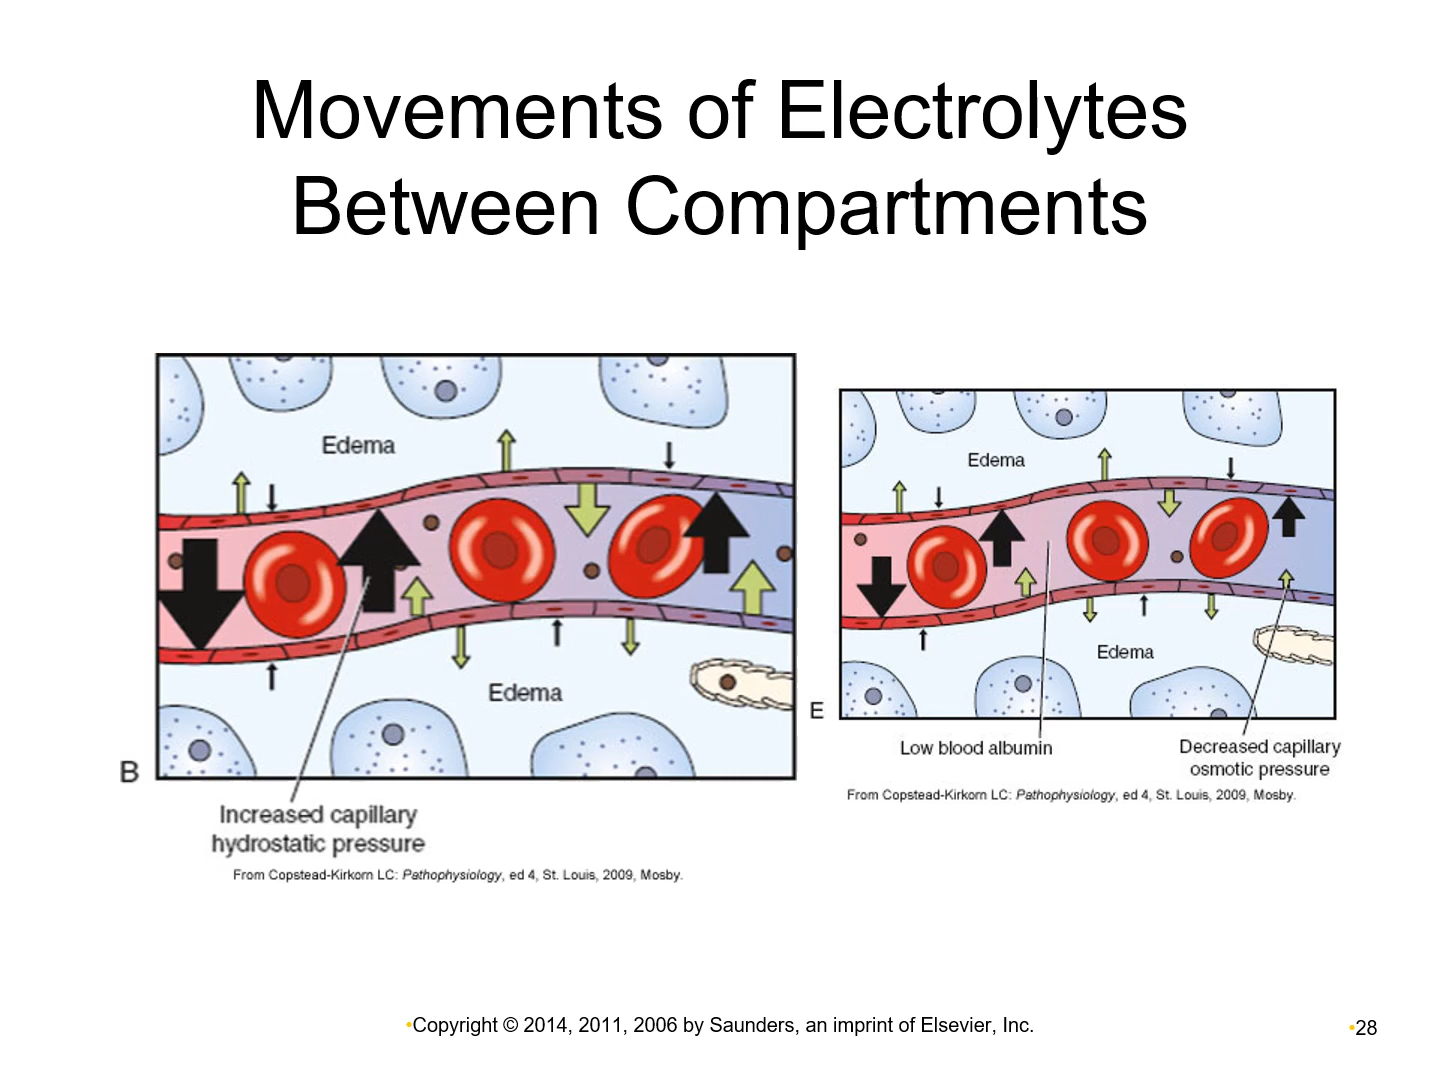 Movements of Electrolytes
Between Compartments
Edema
Edema
B
Increased capillary
hydrostatic pressure
From Copstead-Kirkorn LC: Pathophysiology, ed 4, St. Louis, 2009, Mosby.
Edema
Edema
E
Low blood albumin
Decreased capillary
osmotic pressure
From Copstead-Kirkorn LC: Pathophysiology, ed 4, St. Louis, 2009, Mosby.
•Copyright © 2014, 2011, 2006 by Saunders, an imprint of Elsevier, Inc.
•28